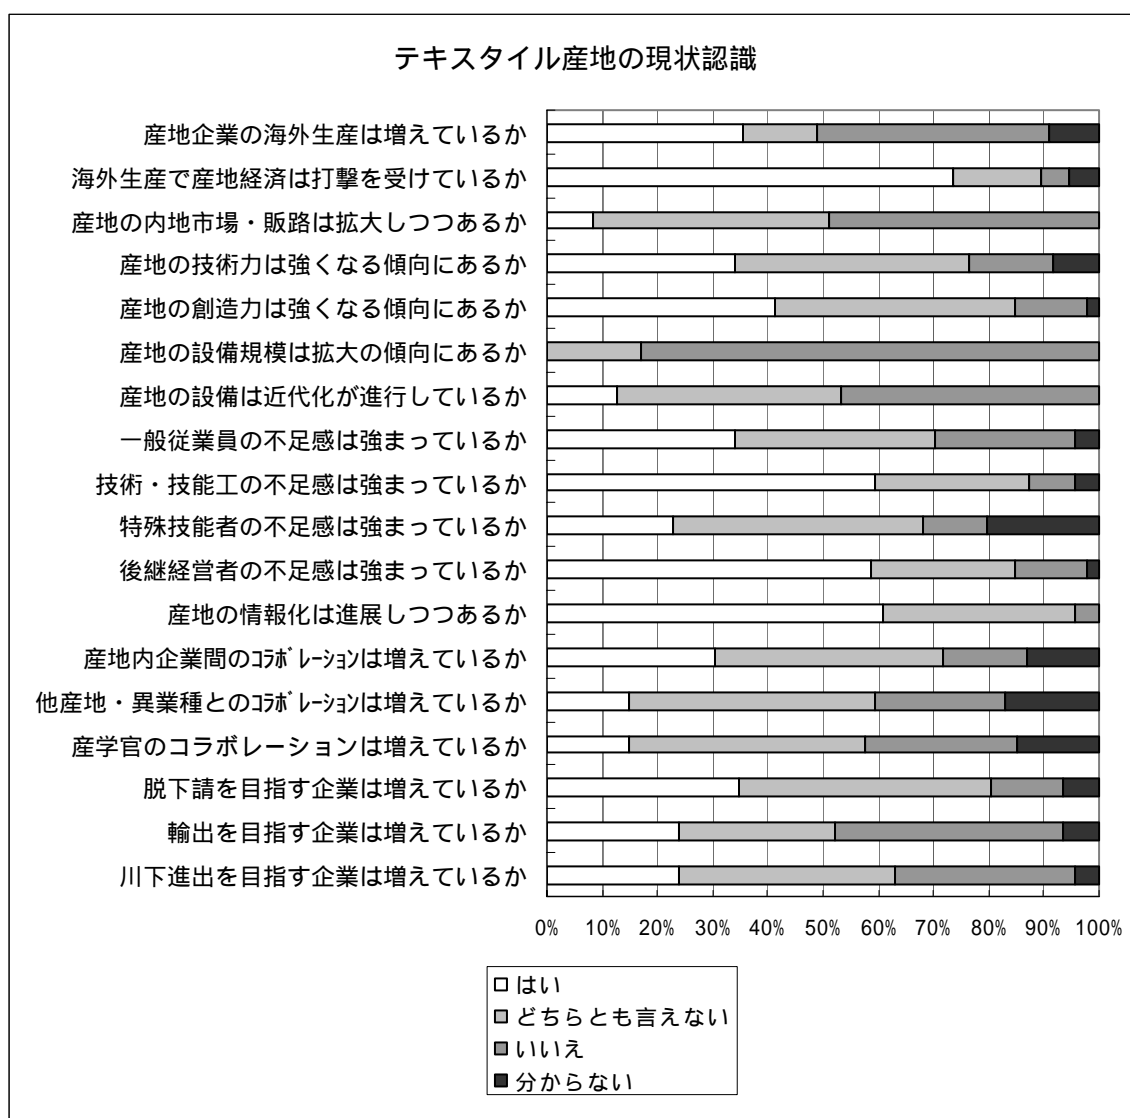 テキスタイル産地の現状認識
産地企業の海外生産は増えているか
海外生産で産地経済は打撃を受けているか
産地の内地市場・販路は拡大しつつあるか
産地の技術力は強くなる傾向にあるか
産地の創造力は強くなる傾向にあるか
産地の設備規模は拡大の傾向にあるか
産地の設備は近代化が進行しているか
一般従業員の不足感は強まっているか
技術・技能工の不足感は強まっているか
特殊技能者の不足感は強まっているか
後継経営者の不足感は強まっているか
産地の情報化は進展しつつあるか
産地内企業間のｺﾗﾎﾞﾚｰｼｮﾝは増えているか
他産地・異業種とのｺﾗﾎﾞﾚｰｼｮﾝは増えているか
産学官のコラボレーションは増えているか
脱下請を目指す企業は増えているか
輸出を目指す企業は増えているか
川下進出を目指す企業は増えているか
0% 10% 20% 30% 40% 50% 60% 70% 80% 90% 100%
はい
どちらとも言えない
いいえ
分からない